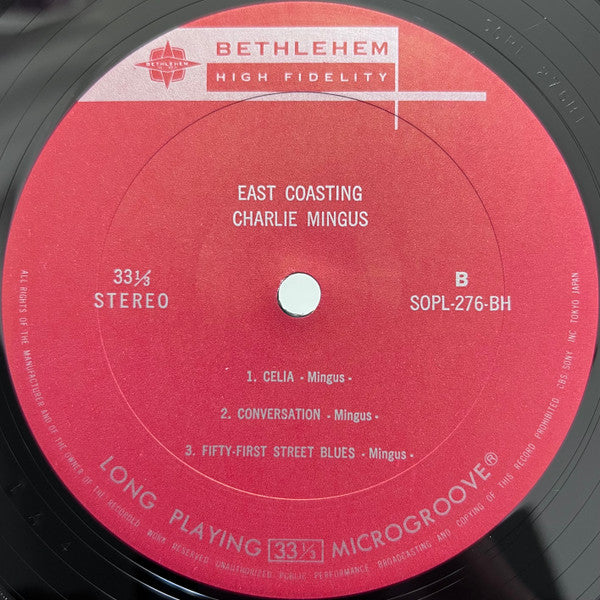 BETHLEHEM
HIGH FIDELITY
EAST COASTING
CHARLIE MINGUS
33⅓
STEREO
B
SOPL-276-BH
1. CELIA - Mingus -
2. CONVERSATION - Mingus -
3. FIFTY-FIRST STREET BLUES - Mingus -
LONG PLAYING 33⅓ MICROGROOVE®
ALL RIGHTS OF THE MANUFACTURER AND OF THE OWNER OF THE RECORDED WORK RESERVED UNAUTHORIZED PUBLIC PERFORMANCE BROADCASTING AND COPYING OF THIS RECORD PROHIBITED CBS/SONY INC TOKYO JAPAN